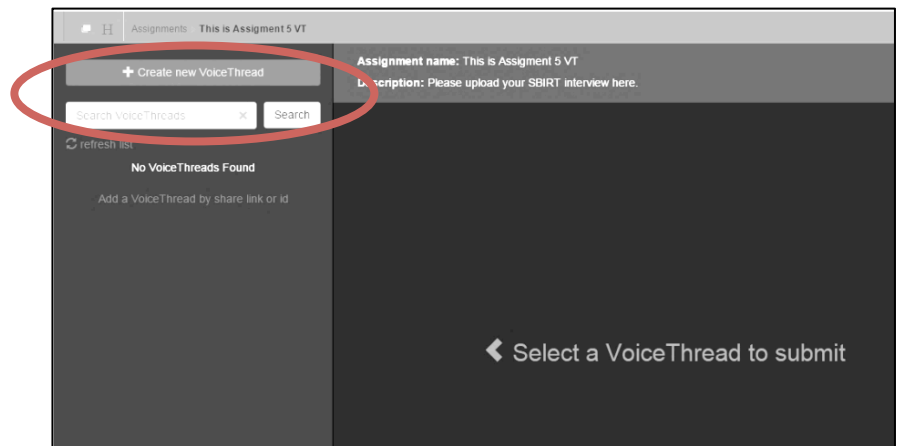 H Assignments This is Assigment 5 VT
+ Create new VoiceThread
Search VoiceThreads × Search
refresh list
No VoiceThreads Found
Add a VoiceThread by share link or id
Assignment name: This is Assigment 5 VT
Description: Please upload your SBIRT interview here.
Select a VoiceThread to submit